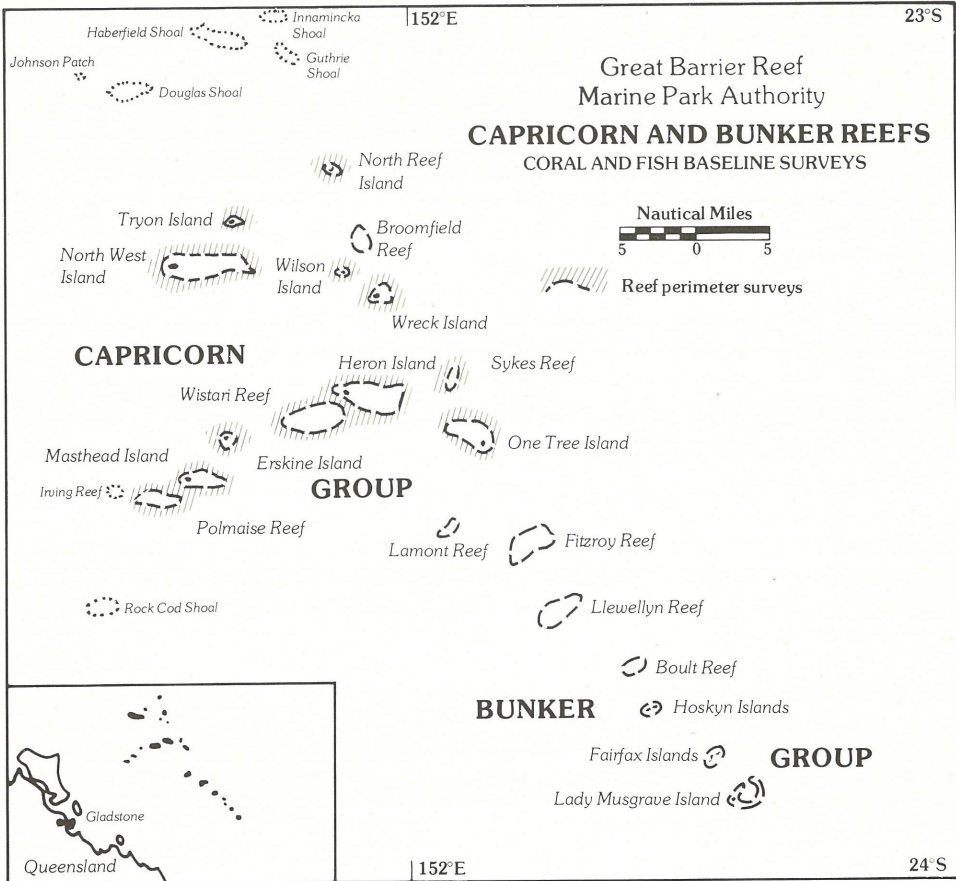 Innamincka
Shoal
152°E
23°S
Haberfield Shoal
Guthrie
Shoal
Johnson Patch
Douglas Shoal
Great Barrier Reef
Marine Park Authority
CAPRICORN AND BUNKER REEFS
CORAL AND FISH BASELINE SURVEYS
North Reef
Island
Nautical Miles
5 0 5
Reef perimeter surveys
Tryon Island
Broomfield
Reef
North West
Island
Wilson
Island
Wreck Island
CAPRICORN
Heron Island
Sykes Reef
Wistari Reef
One Tree Island
Masthead Island
Erskine Island
Irving Reef
GROUP
Polmaise Reef
Lamont Reef
Fitzroy Reef
Rock Cod Shoal
Llewellyn Reef
Boult Reef
BUNKER
Hoskyn Islands
Fairfax Islands
GROUP
Lady Musgrave Island
Gladstone
Queensland
152°E
24°S